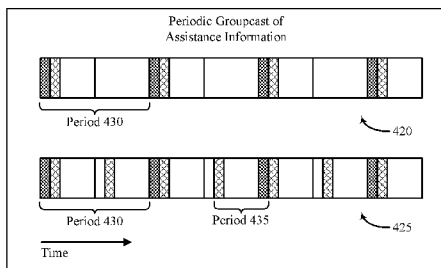 Periodic Groupcast of
Assistance Information
Period 430
420
Period 430
Period 435
425
Time